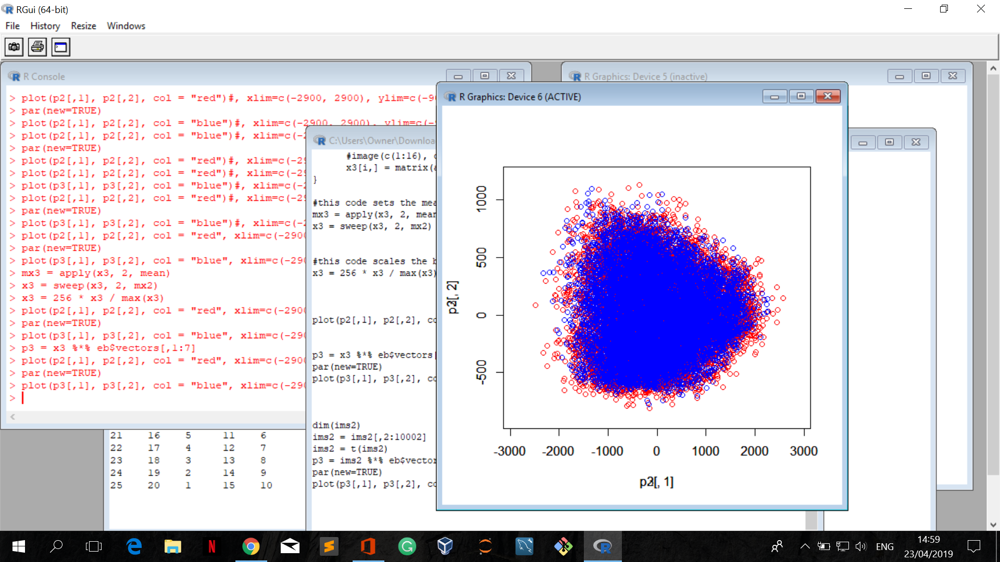 RGui (64-bit)
File History Resize Windows
R Console
> plot(p2[,1], p2[,2], col = "red")#, xlim=c(-2900, 2900), ylim=c(-90
> par(new=TRUE)
> plot(p2[,1], p2[,2], col = "blue")#, xlim=c(-2900, 2900), ylim=c(-9
> plot(p2[,1], p2[,2], col = "blue")#, xlim=c(-2
> par(new=TRUE)
> plot(p2[,1], p2[,2], col = "red")#, xlim=c(-29
> plot(p2[,1], p2[,2], col = "red")#, xlim=c(-29
> plot(p3[,1], p3[,2], col = "blue")#, xlim=c(-2
> plot(p2[,1], p2[,2], col = "red")#, xlim=c(-29
> par(new=TRUE)
> plot(p3[,1], p3[,2], col = "blue")#, xlim=c(-2
> plot(p2[,1], p2[,2], col = "red", xlim=c(-2900
> par(new=TRUE)
> plot(p3[,1], p3[,2], col = "blue", xlim=c(-290
> mx3 = apply(x3, 2, mean)
> x3 = sweep(x3, 2, mx2)
> x3 = 256 * x3 / max(x3)
> plot(p2[,1], p2[,2], col = "red", xlim=c(-2900
> par(new=TRUE)
> plot(p3[,1], p3[,2], col = "blue", xlim=c(-290
> p3 = x3 %*% eb$vectors[,1:7]
> plot(p2[,1], p2[,2], col = "red", xlim=c(-2900
> par(new=TRUE)
> plot(p3[,1], p3[,2], col = "blue", xlim=c(-290
>
21 16 5 11 6
22 17 4 12 7
23 18 3 13 8
24 19 2 14 9
25 20 1 15 10
C:\Users\Owner\Downloa
#image(c(1:16), c
x3[i,] = matrix(a
}
#this code sets the mea
mx3 = apply(x3, 2, mean
x3 = sweep(x3, 2, mx2)
#this code scales the b
x3 = 256 * x3 / max(x3)
plot(p2[,1], p2[,2], co
p3 = x3 %*% eb$vectors[
par(new=TRUE)
plot(p3[,1], p3[,2], co
dim(ims2)
ims2 = ims2[,2:10002]
ims2 = t(ims2)
p3 = ims2 %*% eb$vector
par(new=TRUE)
plot(p3[,1], p3[,2], co
R Graphics: Device 5 (inactive)
R Graphics: Device 6 (ACTIVE)
1000
500
0
-500
-3000 -2000 -1000 0 1000 2000 3000
ENG
14:59
23/04/2019